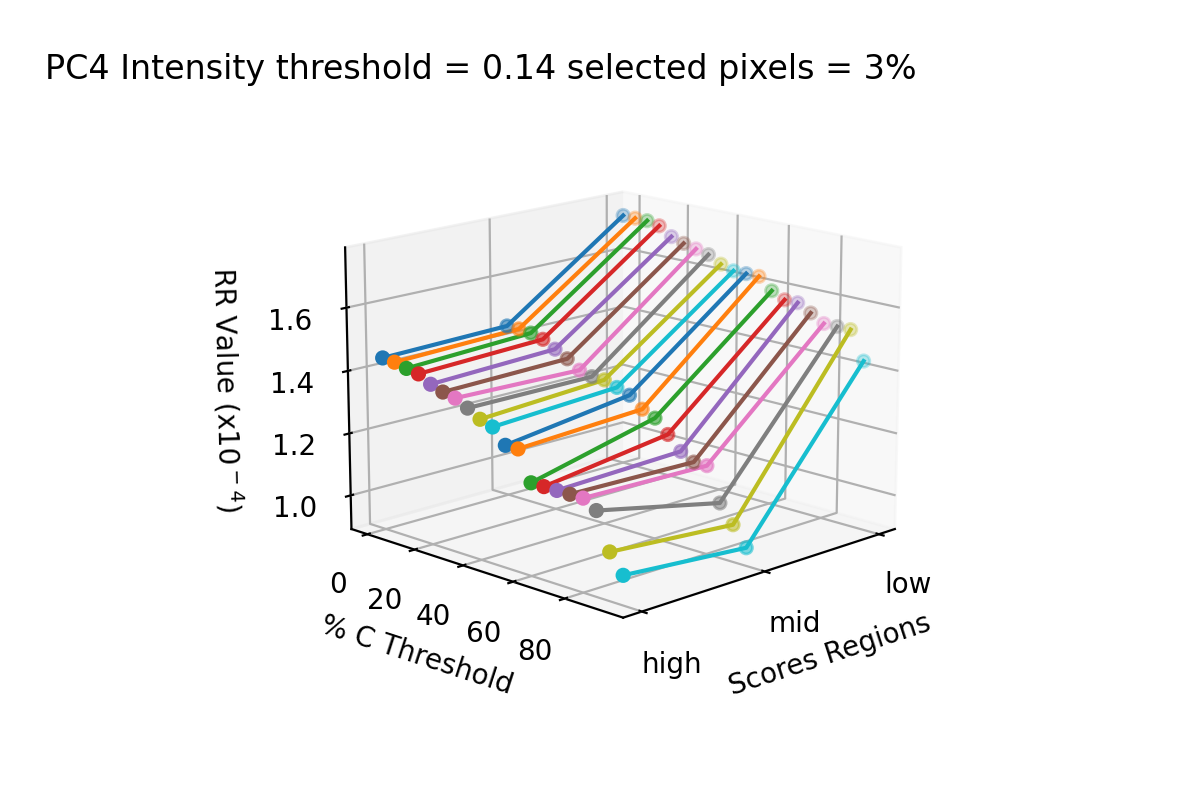 PC4 Intensity threshold = 0.14 selected pixels = 3%
RR Value (x10⁻⁴)
1.6
1.4
1.2
1.0
0
20
40
60
80
% C Threshold
high
mid
low
Scores Regions